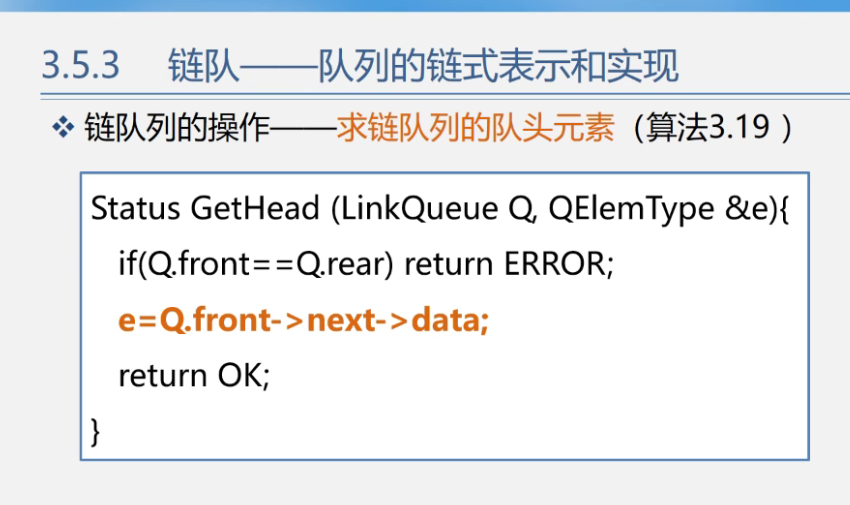 3.5.3 链队——队列的链式表示和实现
❖ 链队列的操作——求链队列的队头元素（算法3.19 ）
Status GetHead (LinkQueue Q, QElemType &e){
if(Q.front==Q.rear) return ERROR;
e=Q.front->next->data;
return OK;
}